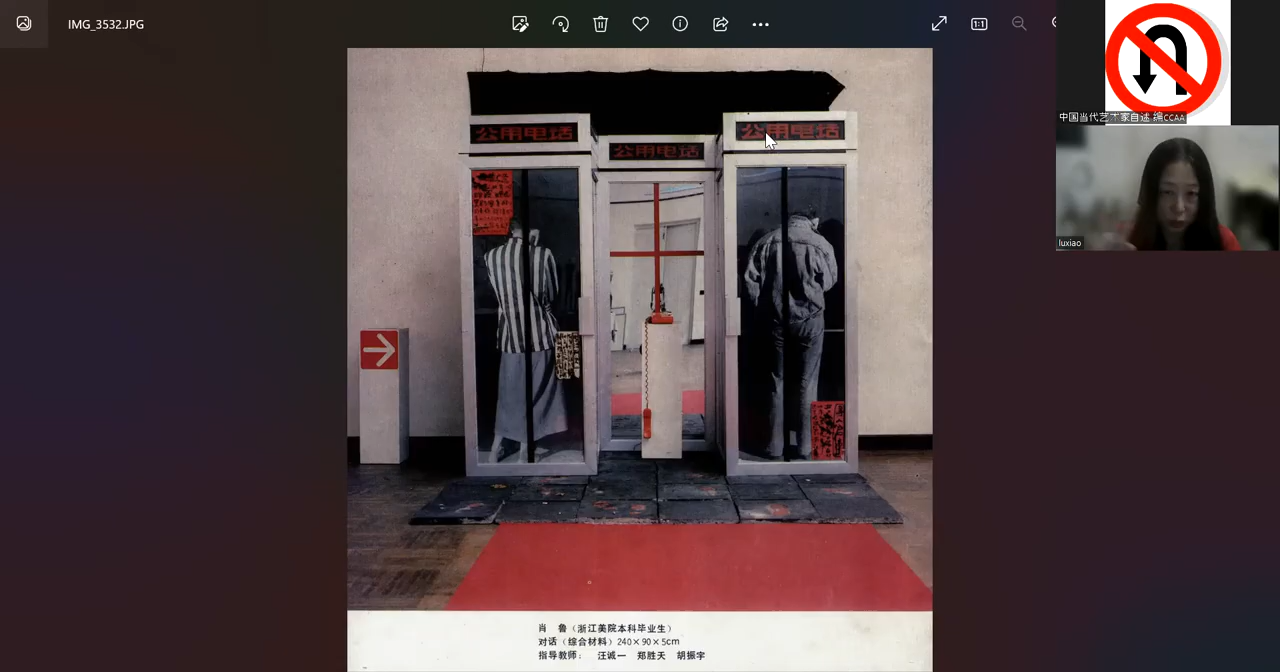 IMG_3532.JPG
1:1
中国当代艺术家自述 编CCAA
luxiao
公用电话
公用电话
公用电话
肖 鲁（浙江美院本科毕业生）
对话（综合材料）240×90×5cm
指导教师： 汪诚一 郑胜天 胡振宇